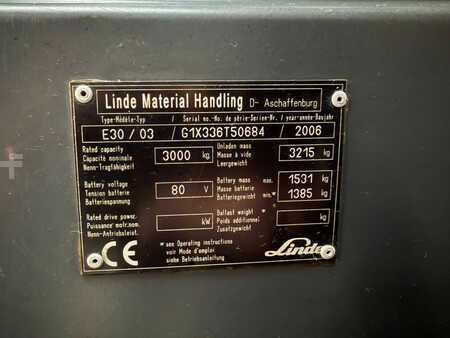 Linde Material Handling D- Aschaffenburg
Type-Modèle-Typ / Serial no.-No. de série-Serien-Nr. / year-année-Baujahr
E30 / 03 / G1X336T50684 / 2006
Rated capacity
Capacité nominale
Nenn-Tragfähigkeit
3000 kg
Unladen mass
Masse à vide
Leergewicht
3215 kg
Battery voltage
Tension batterie
Batteriespannung
80 V
Battery mass max.
Masse batterie
Batteriegewicht min.*
1531 kg
1385 kg
Rated drive power.
Puissance motr.nom
Nenn-Antriebsleist.
kW
Ballast weight *
Poids additionnel
Zusatzgewicht
kg
CE
*see Operating instructions
voir Mode d'emploi
siehe Betriebsanleitung
Linde